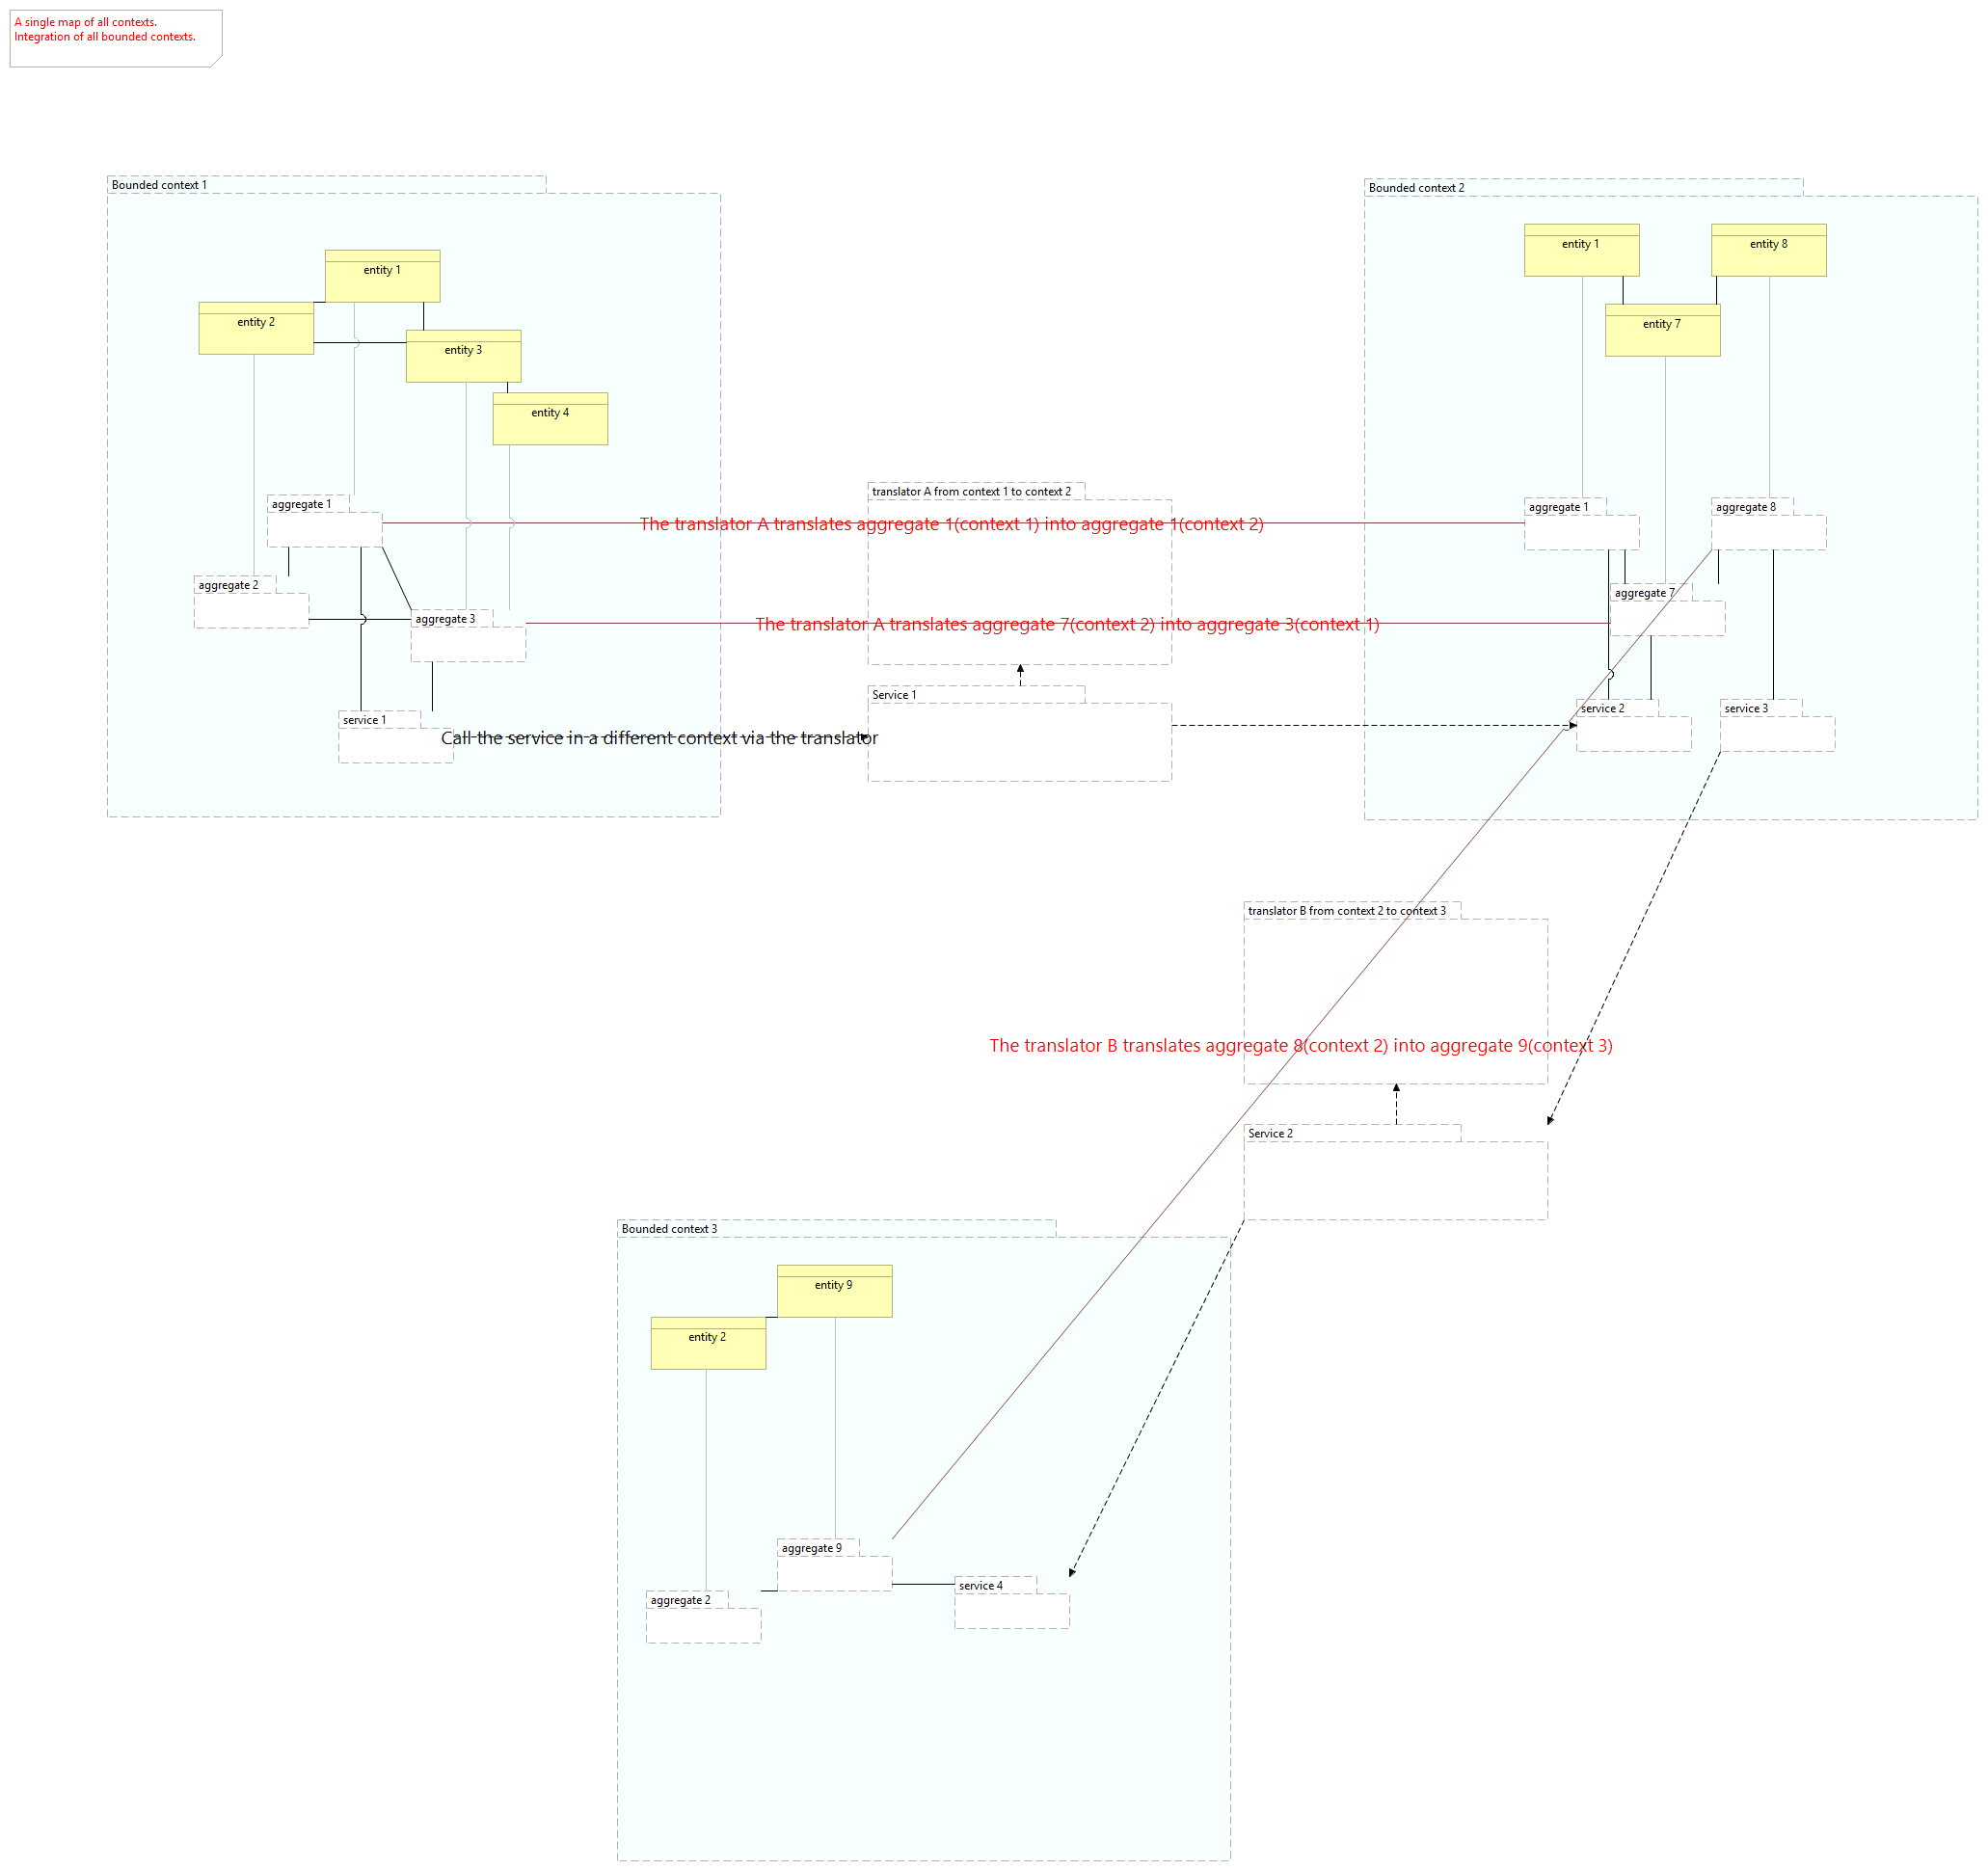 A single map of all contexts.
Integration of all bounded contexts.
Bounded context 1
entity 1
entity 2
entity 3
entity 4
aggregate 1
aggregate 2
aggregate 3
service 1
Bounded context 2
entity 1
entity 8
entity 7
aggregate 1
aggregate 8
aggregate 7
service 2
service 3
translator A from context 1 to context 2
The translator A translates aggregate 1(context 1) into aggregate 1(context 2)
The translator A translates aggregate 7(context 2) into aggregate 3(context 1)
Service 1
Call the service in a different context via the translator
translator B from context 2 to context 3
The translator B translates aggregate 8(context 2) into aggregate 9(context 3)
Service 2
Bounded context 3
entity 9
entity 2
aggregate 9
service 4
aggregate 2